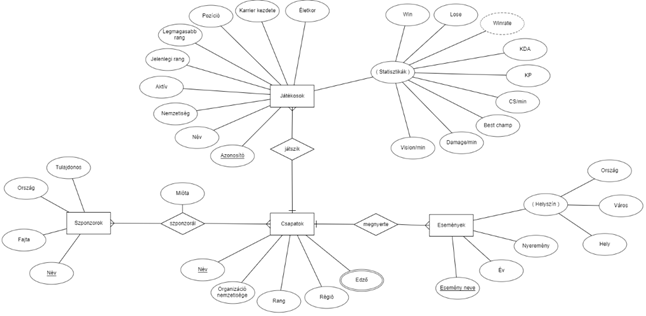 Pozíció
Karrier kezdete
Életkor
Legmagasabb
rang
Jelenlegi rang
Aktív
Nemzetiség
Név
Azonosító
Játékosok
( Statisztikák )
Win
Lose
Winrate
KDA
KP
CS/min
Best champ
Damage/min
Vision/min
játszik
Tulajdonos
Ország
Fajta
Név
Szponzorok
Mióta
szponzorál
Csapatok
Név
Organizáció
nemzetisége
Rang
Régió
Edző
megnyerte
Események
Esemény neve
Év
Nyeremény
( Helyszín )
Ország
Város
Hely